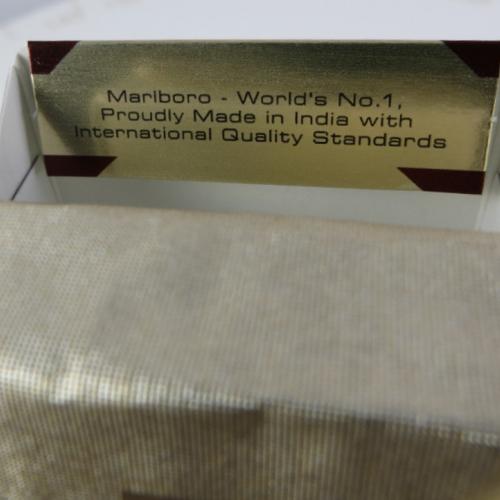 Marlboro - World's No.1,
Proudly Made in India with
International Quality Standards